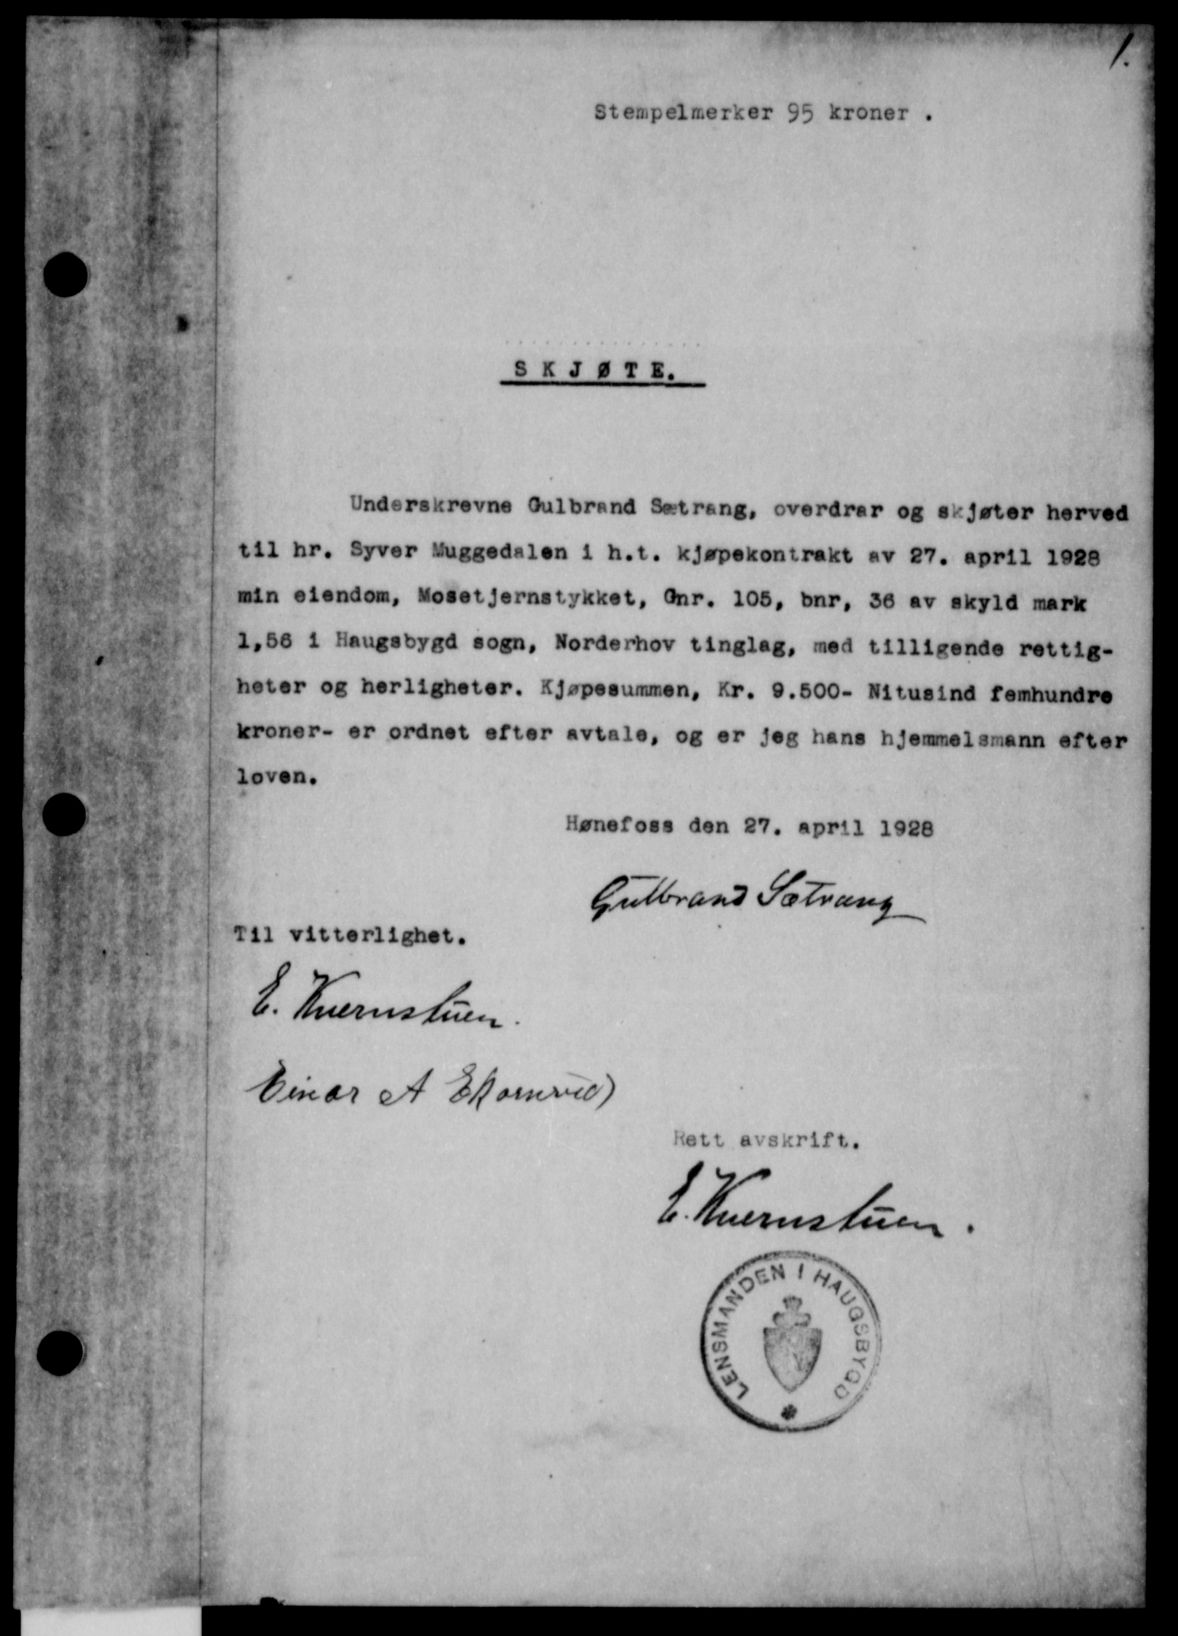 1.
Stempelmerker 95 kroner .
S K J Ø T E.
Underskrevne Gulbrand Sætrang, overdrar og skjøter herved
til hr. Syver Muggedalen i h.t. kjøpekontrakt av 27. april 1928
min eiendom, Mosetjernstykket, Gnr. 105, bnr, 36 av skyld mark
1,56 i Haugsbygd sogn, Norderhov tinglag, med tilligende rettig-
heter og herligheter. Kjøpesummen, Kr. 9.500- Nitusind femhundre
kroner- er ordnet efter avtale, og er jeg hans hjemmelsmann efter
loven.
Hønefoss den 27. april 1928
Gulbrand Sætrang
Til vitterlighet.
E. Kvernstuen.
Einar A
Rett avskrift.
E. Kvernstuen.
LENSMANDEN I HAUGSBYGD